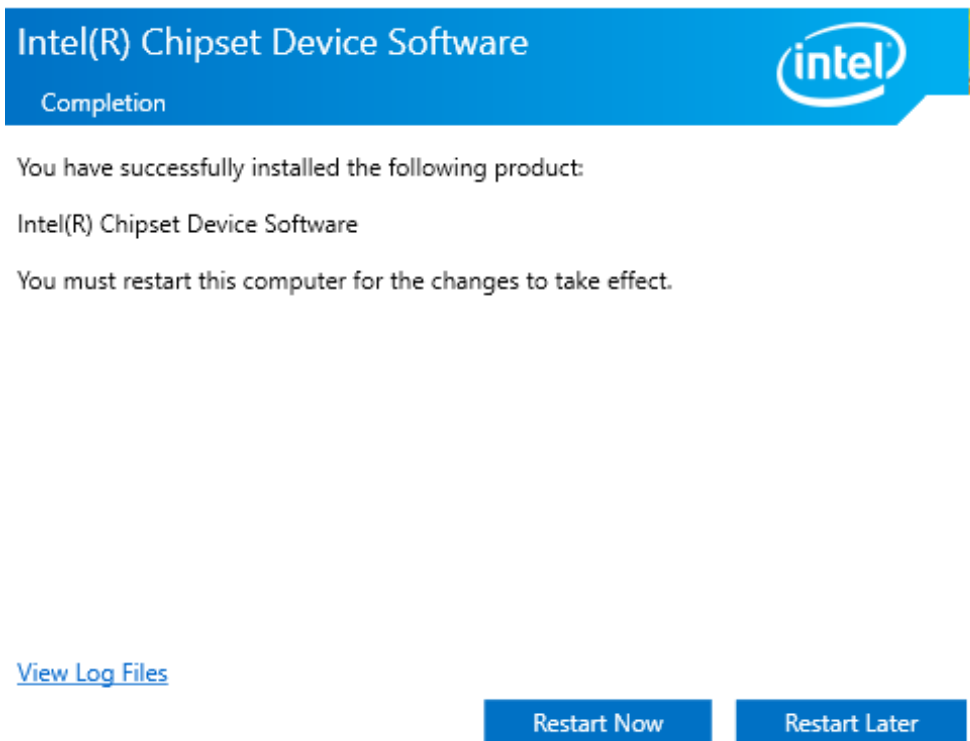 Intel(R) Chipset Device Software
intel
Completion
You have successfully installed the following product:
Intel(R) Chipset Device Software
You must restart this computer for the changes to take effect.
View Log Files
Restart Now
Restart Later